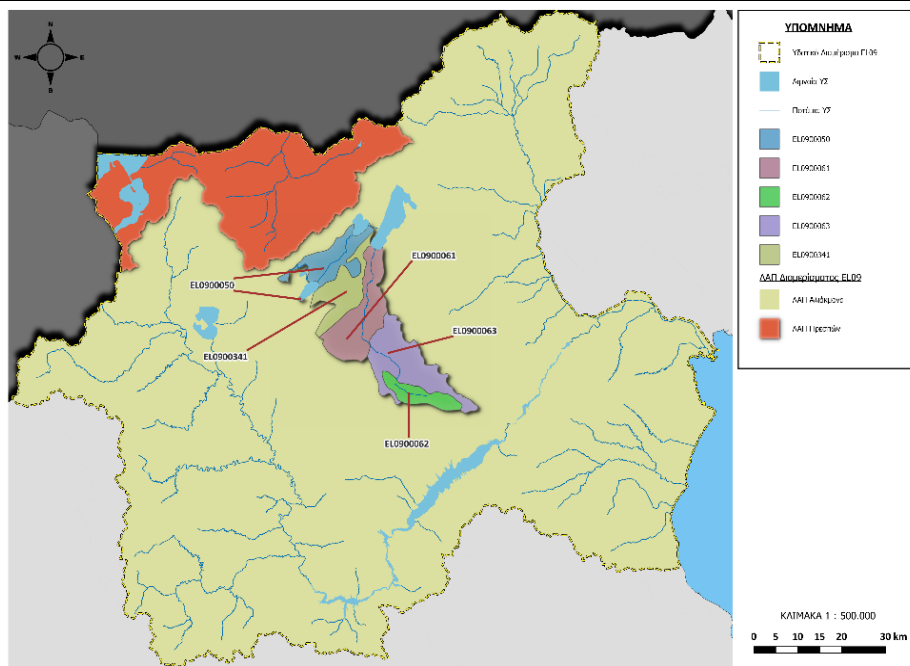 N
W E
S
ΥΠΟΜΝΗΜΑ
Υδατικό Διαμέρισμα EL09
Λιμναία ΥΣ
Ποτάμια ΥΣ
EL0900050
EL0900061
EL0900062
EL0900063
EL0900341
ΛΑΠ Διαμερίσματος EL09
ΛΑΠ Αλιάκμονα
ΛΑΠ Πρεσπών
EL0900061
EL0900050
EL0900063
EL0900341
EL0900062
ΚΛΙΜΑΚΑ 1 : 500.000
0 5 10 15 20 30 km